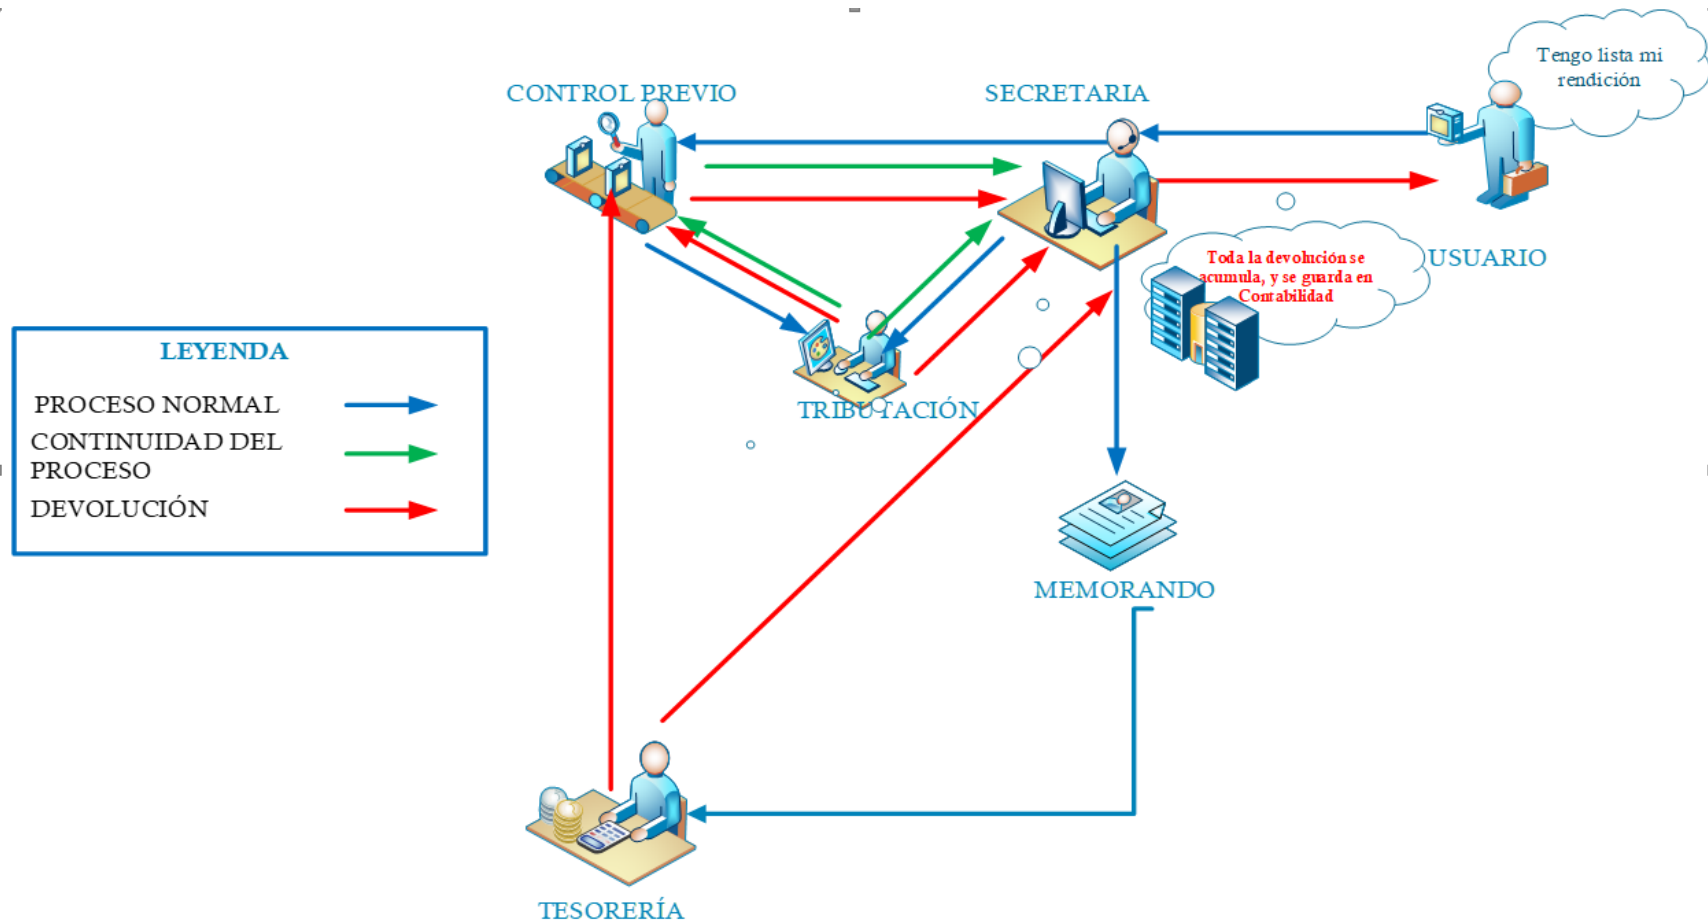 Tengo lista mi
rendición
CONTROL PREVIO
SECRETARIA
USUARIO
Toda la devolución se
acumula, y se guarda en
Contabilidad
LEYENDA
PROCESO NORMAL
CONTINUIDAD DEL
PROCESO
DEVOLUCIÓN
TRIBUTACIÓN
MEMORANDO
TESORERÍA